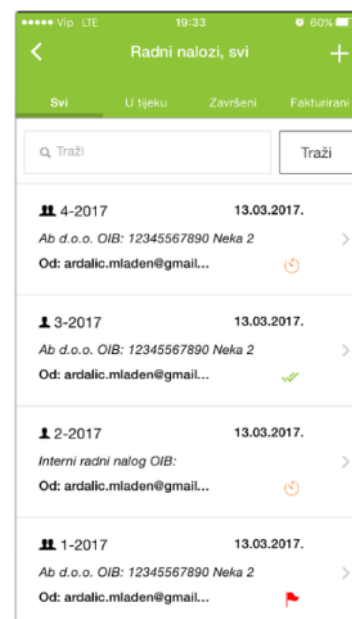 Vip LTE 19:33 60%
Radni nalozi, svi
Svi U tijeku Završeni Fakturirani
Traži Traži
4-2017 13.03.2017.
Ab d.o.o. OIB: 12345567890 Neka 2
Od: ardalic.mladen@gmail...
3-2017 13.03.2017.
Ab d.o.o. OIB: 12345567890 Neka 2
Od: ardalic.mladen@gmail...
2-2017 13.03.2017.
Interni radni nalog OIB:
Od: ardalic.mladen@gmail...
1-2017 13.03.2017.
Ab d.o.o. OIB: 12345567890 Neka 2
Od: ardalic.mladen@gmail...